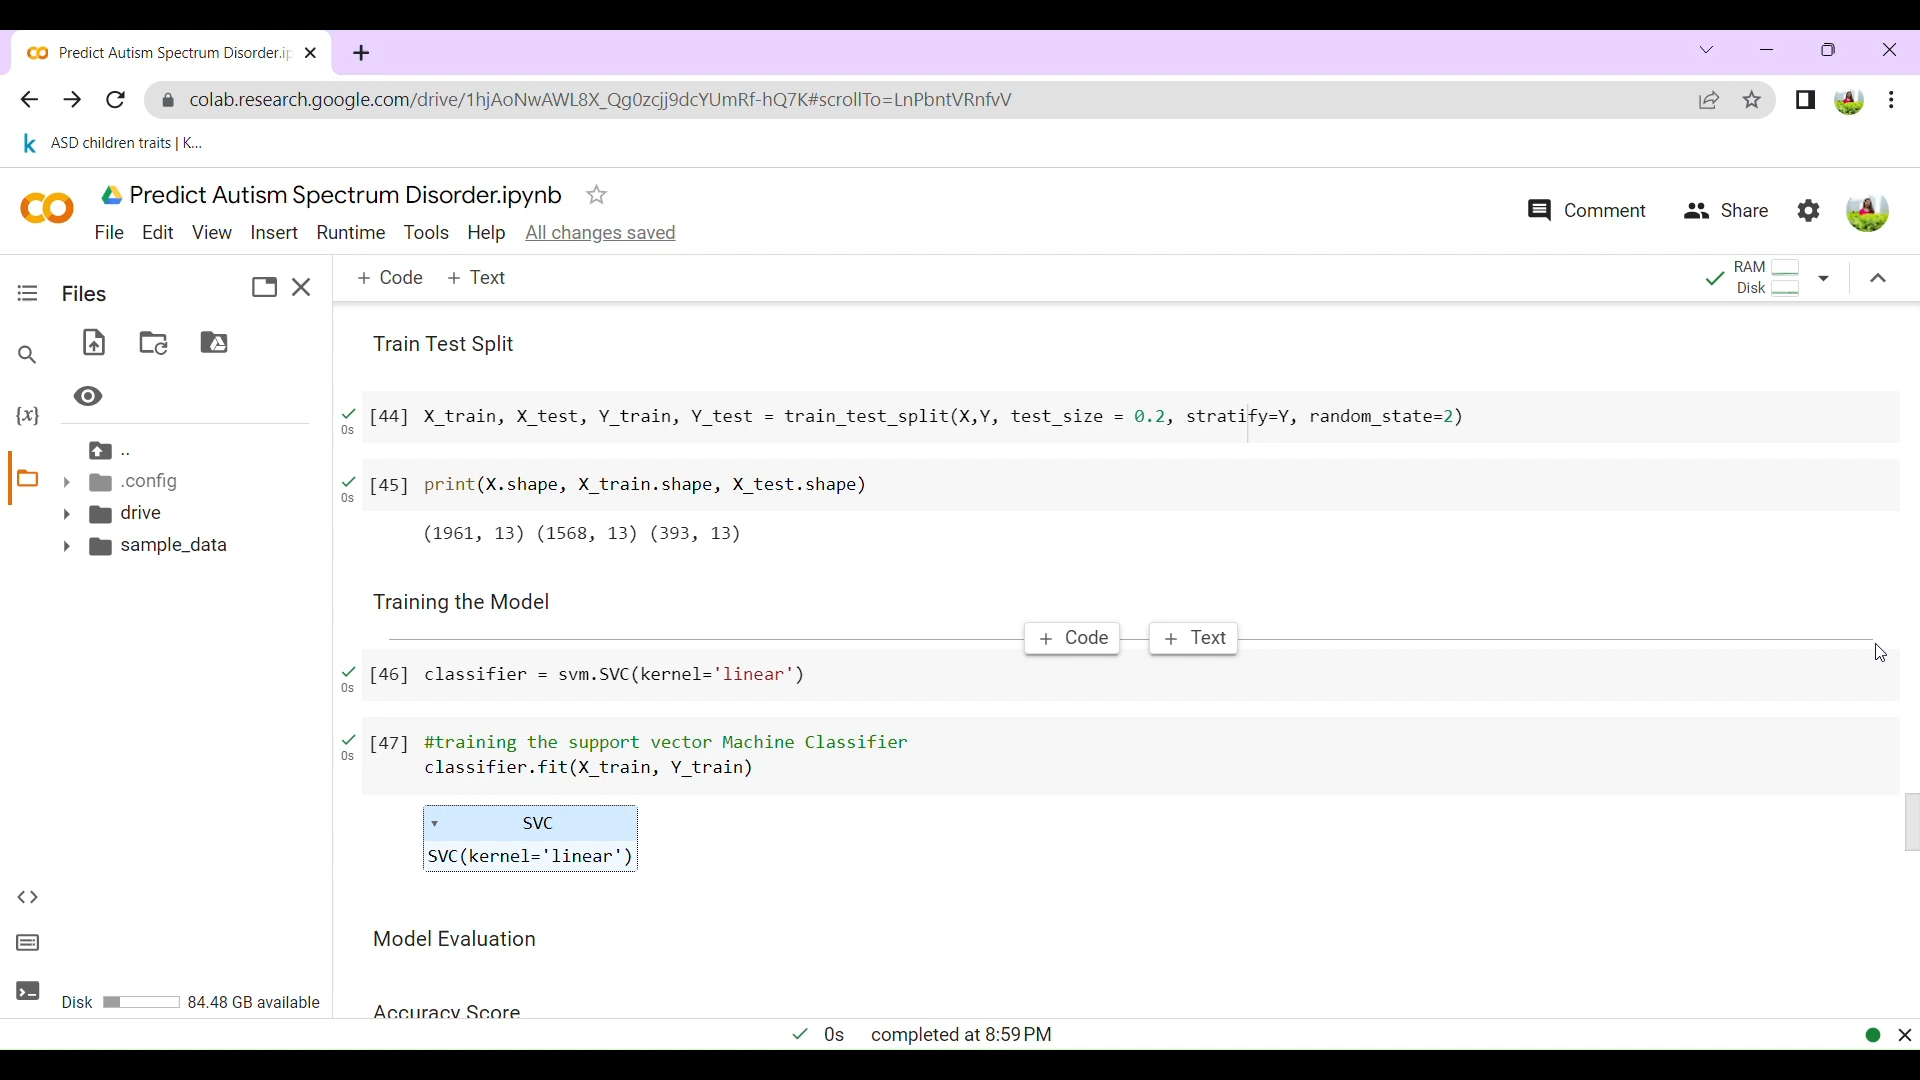 Predict Autism Spectrum Disorder.ip
colab.research.google.com/drive/1hjAoNwAWL8X_Qg0zcjj9dcYUmRf-hQ7K#scrollTo=LnPbntVRnfvV
k ASD children traits | K...
Predict Autism Spectrum Disorder.ipynb
Comment Share
File Edit View Insert Runtime Tools Help All changes saved
Files
+ Code + Text
RAM
Disk
{x}
..
.config
drive
sample_data
Train Test Split
[44] X_train, X_test, Y_train, Y_test = train_test_split(X,Y, test_size = 0.2, stratify=Y, random_state=2)
0s
[45] print(X.shape, X_train.shape, X_test.shape)
0s
(1961, 13) (1568, 13) (393, 13)
Training the Model
+ Code + Text
[46] classifier = svm.SVC(kernel='linear')
0s
[47] #training the support vector Machine Classifier
0s
classifier.fit(X_train, Y_train)
SVC
SVC(kernel='linear')
Model Evaluation
Accuracy Score
Disk 84.48 GB available
0s completed at 8:59 PM